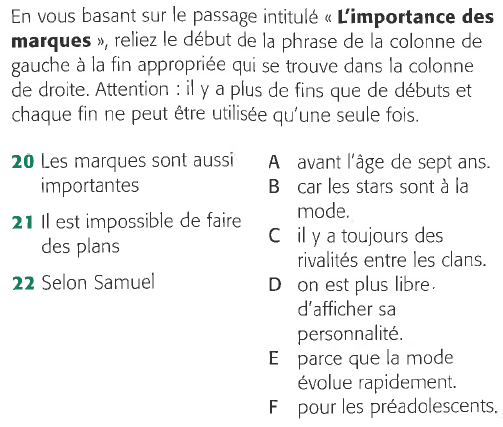 En vous basant sur le passage intitulé « L'importance des
marques », reliez le début de la phrase de la colonne de
gauche à la fin appropriée qui se trouve dans la colonne
de droite. Attention : il y a plus de fins que de débuts et
chaque fin ne peut être utilisée qu'une seule fois.
20 Les marques sont aussi
importantes
21 Il est impossible de faire
des plans
22 Selon Samuel
A avant l'âge de sept ans.
B car les stars sont à la
mode.
C il y a toujours des
rivalités entre les clans.
D on est plus libre
d'afficher sa
personnalité.
E parce que la mode
évolue rapidement.
F pour les préadolescents.